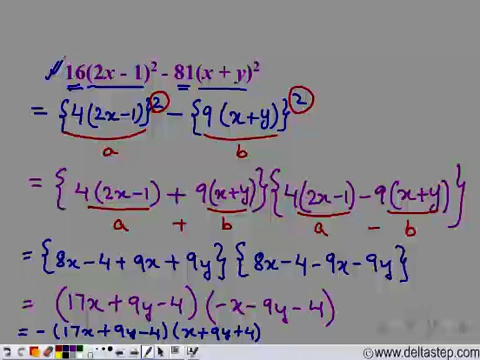 16(2x - 1)² - 81(x + y)²
= {4(2x-1)}² - {9(x+y)}²
a b
= {4(2x-1) + 9(x+y)}{4(2x-1) - 9(x+y)}
a + b a - b
= {8x-4+9x+9y} {8x-4-9x-9y}
= (17x+9y-4) (-x-9y-4)
= -(17x+9y-4)(x+9y+4)
© www.deltastep.com